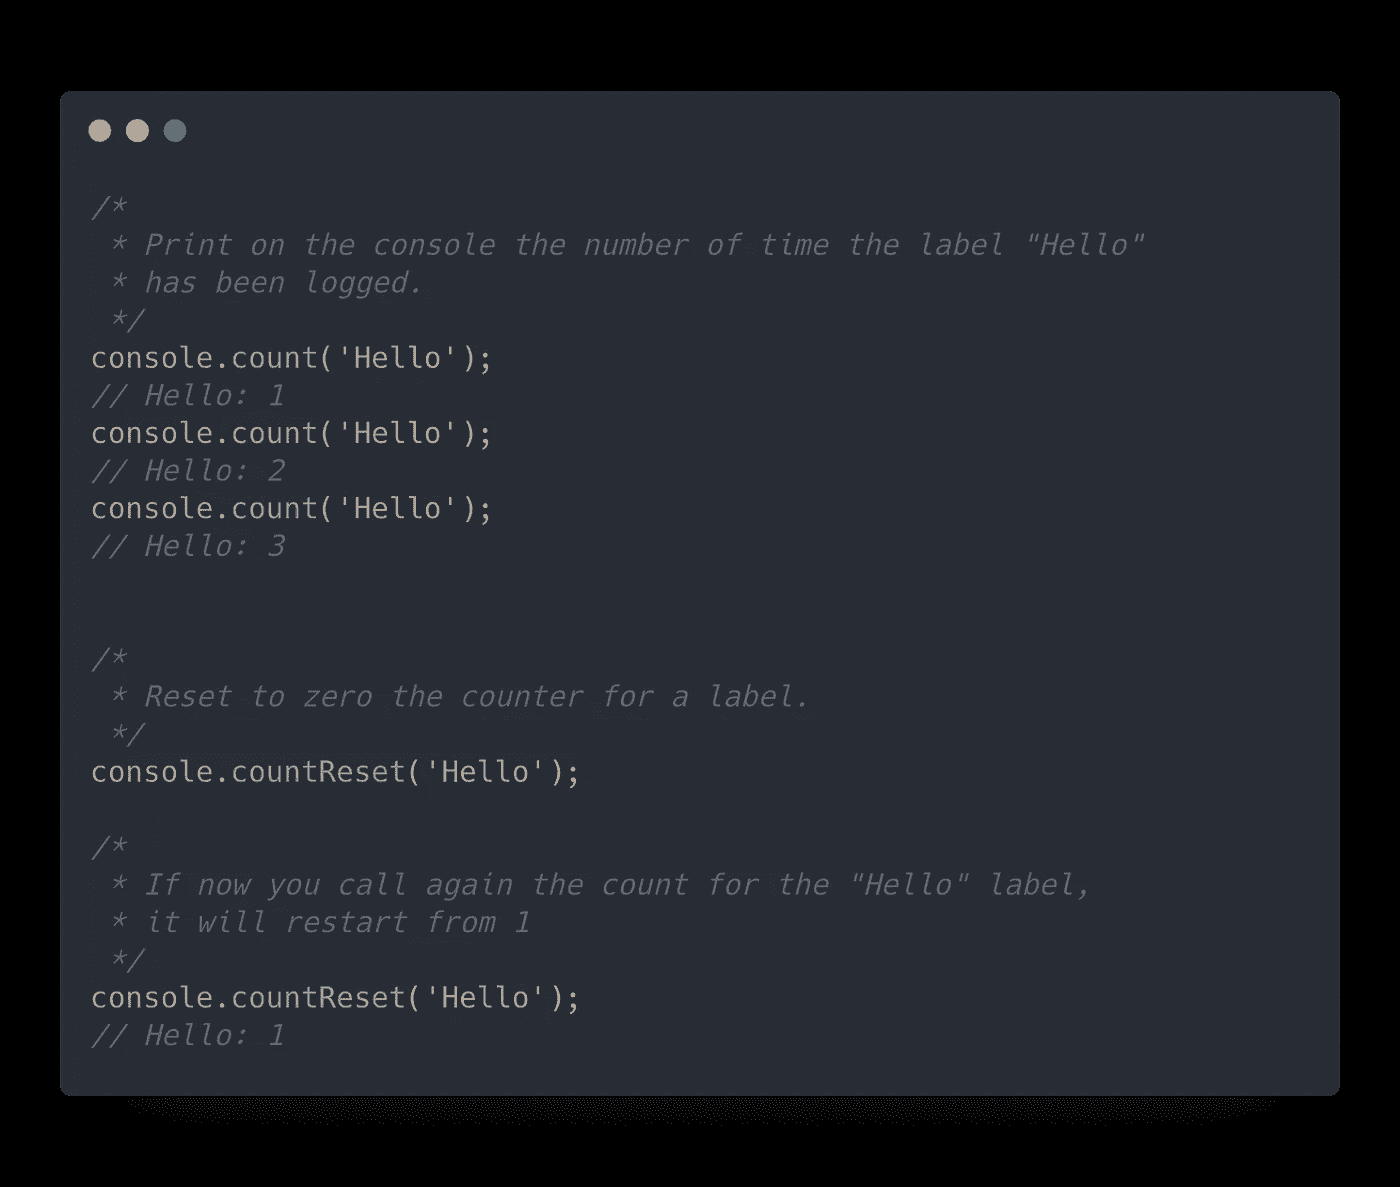 /*
 * Print on the console the number of time the label "Hello"
 * has been logged.
 */
console.count('Hello');
// Hello: 1
console.count('Hello');
// Hello: 2
console.count('Hello');
// Hello: 3
/*
 * Reset to zero the counter for a label.
 */
console.countReset('Hello');
/*
 * If now you call again the count for the "Hello" label,
 * it will restart from 1
 */
console.countReset('Hello');
// Hello: 1